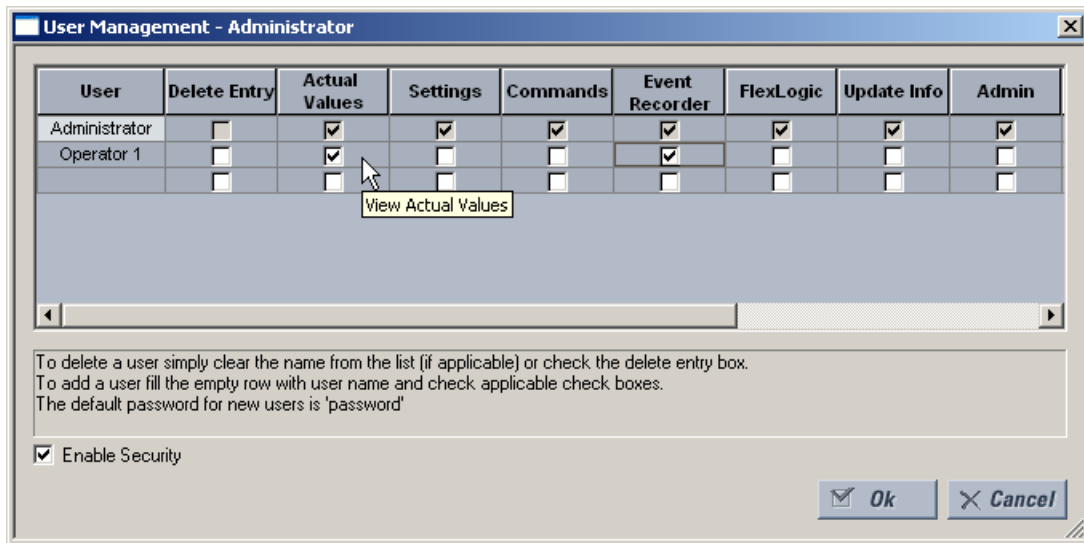 User Management - Administrator
User Delete Entry Actual Values Settings Commands Event Recorder FlexLogic Update Info Admin
Administrator
Operator 1
View Actual Values
To delete a user simply clear the name from the list (if applicable) or check the delete entry box.
To add a user fill the empty row with user name and check applicable check boxes.
The default password for new users is 'password'
Enable Security
Ok Cancel